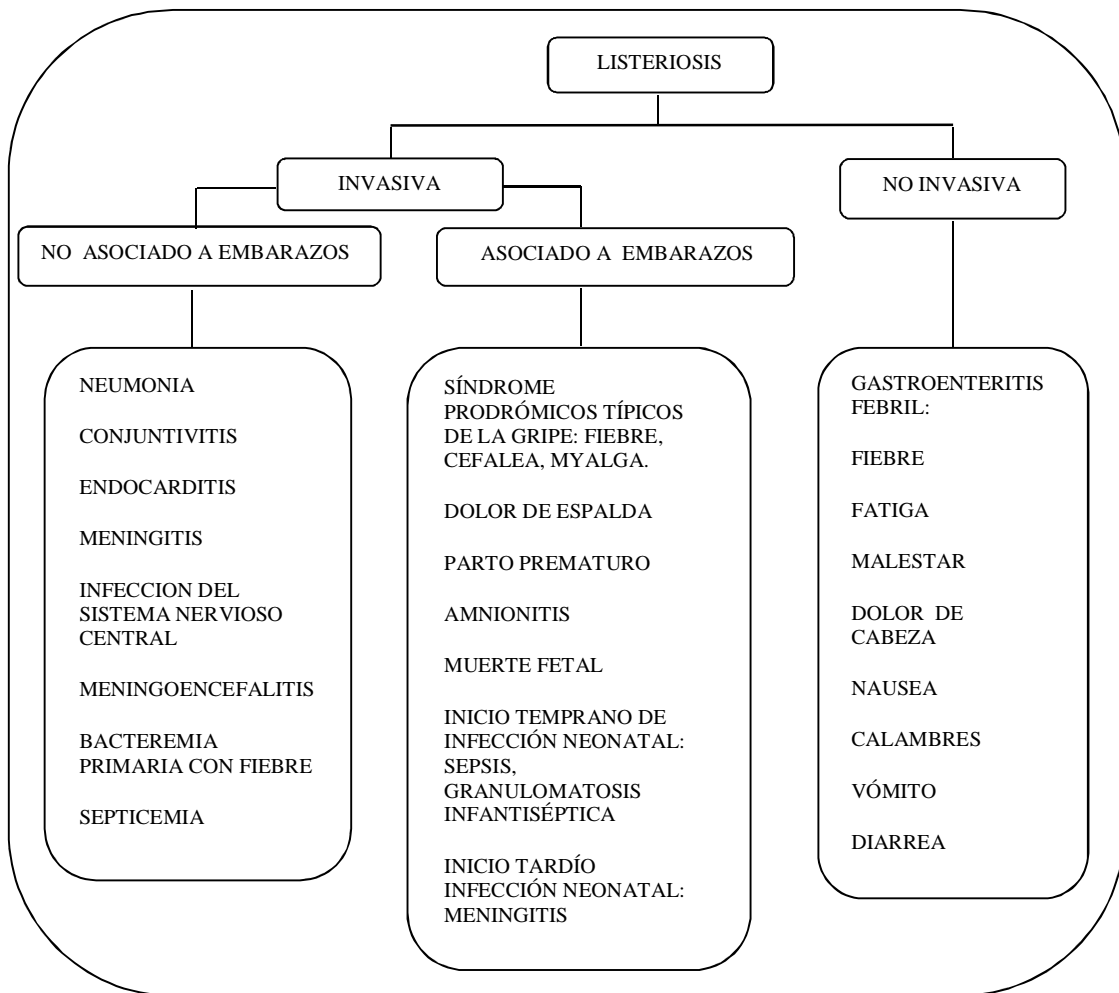 LISTERIOSIS
INVASIVA
NO INVASIVA
NO ASOCIADO A EMBARAZOS
ASOCIADO A EMBARAZOS
NEUMONIA
CONJUNTIVITIS
ENDOCARDITIS
MENINGITIS
INFECCION DEL
SISTEMA NERVIOSO
CENTRAL
MENINGOENCEFALITIS
BACTEREMIA
PRIMARIA CON FIEBRE
SEPTICEMIA
SÍNDROME
PRODRÓMICOS TÍPICOS
DE LA GRIPE: FIEBRE,
CEFALEA, MYALGA.
DOLOR DE ESPALDA
PARTO PREMATURO
AMNIONITIS
MUERTE FETAL
INICIO TEMPRANO DE
INFECCIÓN NEONATAL:
SEPSIS,
GRANULOMATOSIS
INFANTISÉPTICA
INICIO TARDÍO
INFECCIÓN NEONATAL:
MENINGITIS
GASTROENTERITIS
FEBRIL:
FIEBRE
FATIGA
MALESTAR
DOLOR DE
CABEZA
NAUSEA
CALAMBRES
VÓMITO
DIARREA